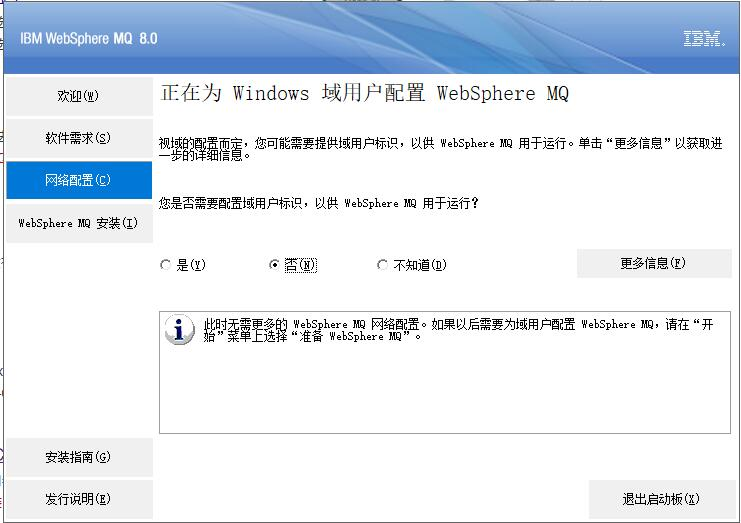 IBM WebSphere MQ 8.0
IBM.
欢迎(W)
软件需求(S)
网络配置(C)
WebSphere MQ 安装(I)
正在为 Windows 域用户配置 WebSphere MQ
视域的配置而定，您可能需要提供域用户标识，以供 WebSphere MQ 用于运行。单击“更多信息”以获取进
一步的详细信息。
您是否需要配置域用户标识，以供 WebSphere MQ 用于运行？
是(Y)
否(N)
不知道(D)
更多信息(F)
此时无需更多的 WebSphere MQ 网络配置。如果以后需要为域用户配置 WebSphere MQ，请在“开
始”菜单上选择“准备 WebSphere MQ”。
安装指南(G)
发行说明(E)
退出启动板(X)